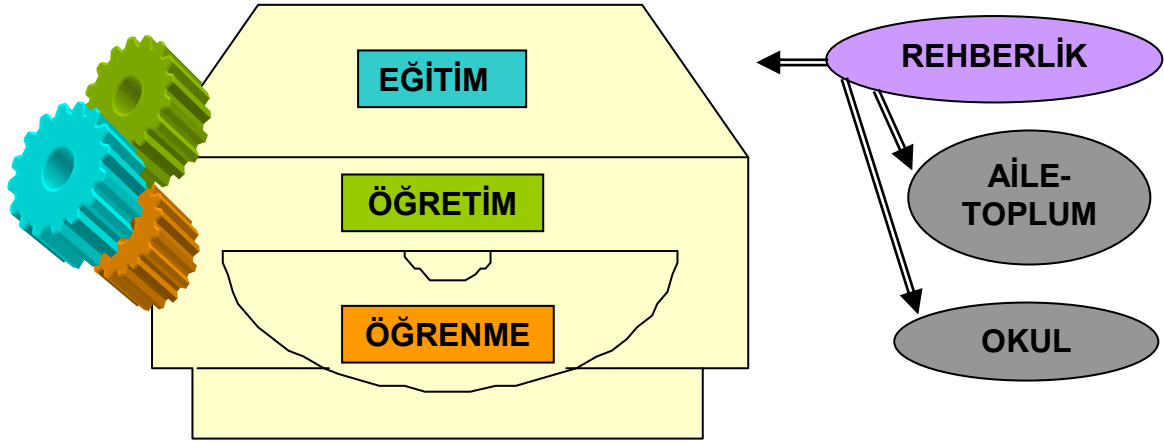 EĞİTİM
ÖĞRETİM
ÖĞRENME
REHBERLİK
AİLE-
TOPLUM
OKUL